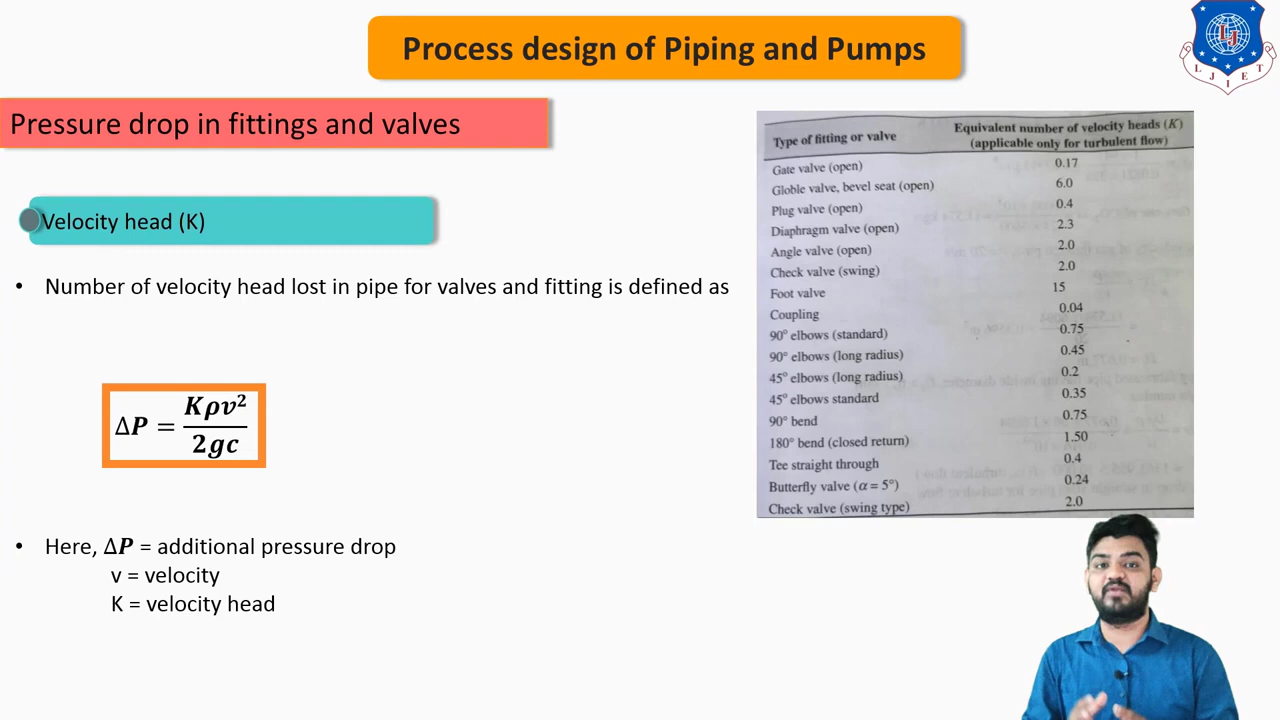 Process design of Piping and Pumps
LJIET
Pressure drop in fittings and valves
Velocity head (K)
• Number of velocity head lost in pipe for valves and fitting is defined as
ΔP = Kρv² / 2gc
• Here, ΔP = additional pressure drop
v = velocity
K = velocity head
Type of fitting or valve Equivalent number of velocity heads (K)
(applicable only for turbulent flow)
Gate valve (open) 0.17
Globle valve, bevel seat (open) 6.0
Plug valve (open) 0.4
Diaphragm valve (open) 2.3
Angle valve (open) 2.0
Check valve (swing) 2.0
Foot valve 15
Coupling 0.04
90° elbows (standard) 0.75
90° elbows (long radius) 0.45
45° elbows (long radius) 0.2
45° elbows standard 0.35
90° bend 0.75
180° bend (closed return) 1.50
Tee straight through 0.4
Butterfly valve (α = 5°) 0.24
Check valve (swing type) 2.0